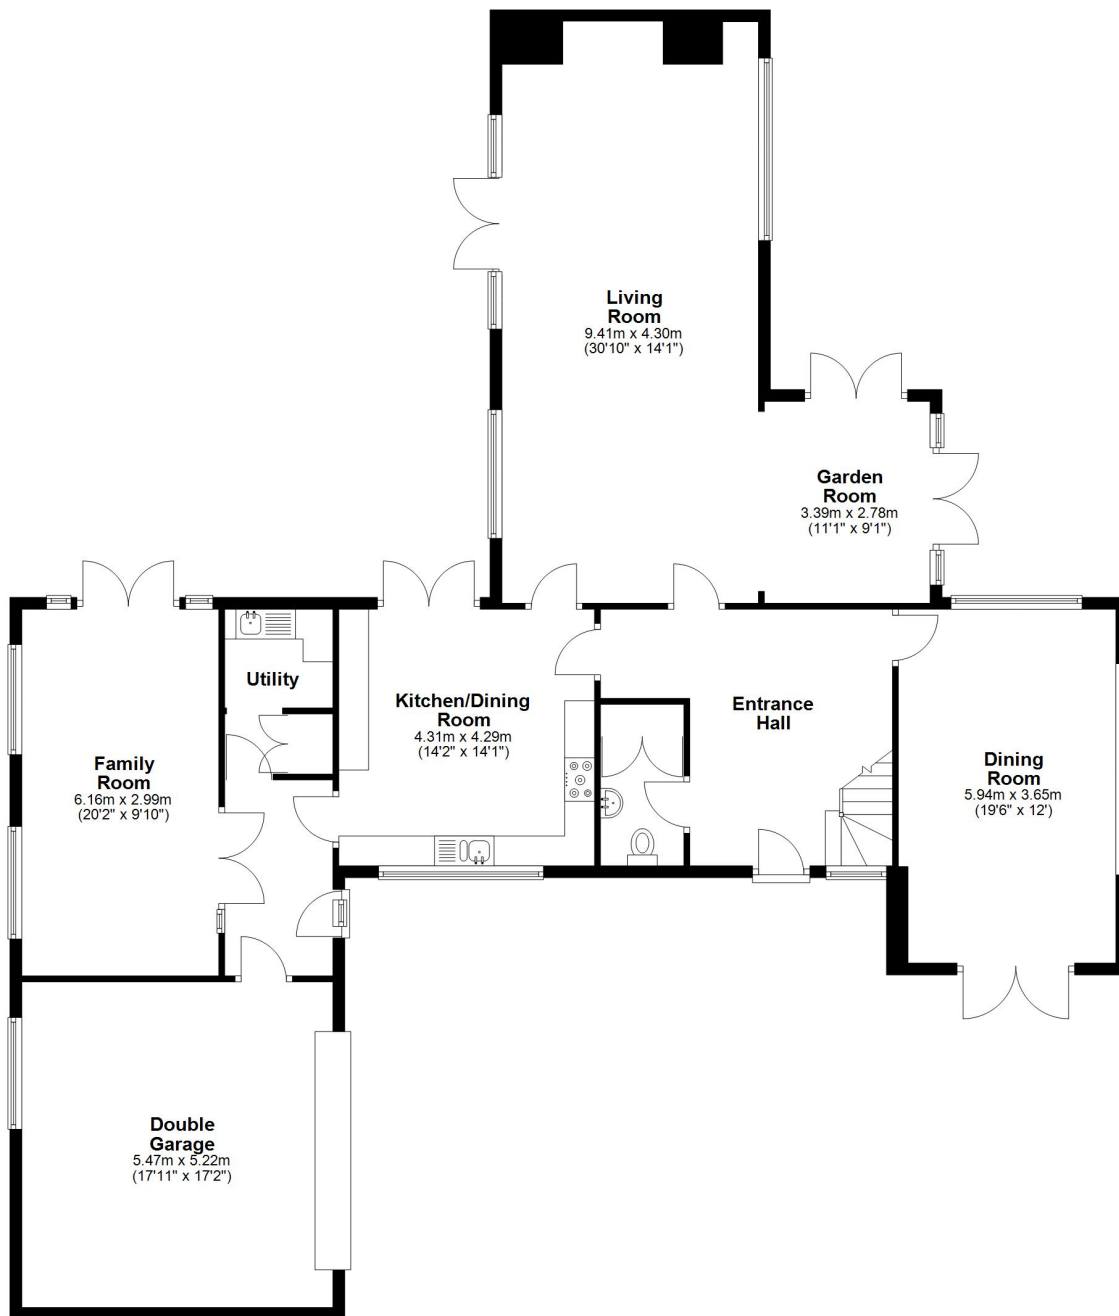 Living
Room
9.41m x 4.30m
(30'10" x 14'1")
Garden
Room
3.39m x 2.78m
(11'1" x 9'1")
Utility
Kitchen/Dining
Room
4.31m x 4.29m
(14'2" x 14'1")
Entrance
Hall
Family
Room
6.16m x 2.99m
(20'2" x 9'10")
Dining
Room
5.94m x 3.65m
(19'6" x 12')
Double
Garage
5.47m x 5.22m
(17'11" x 17'2")